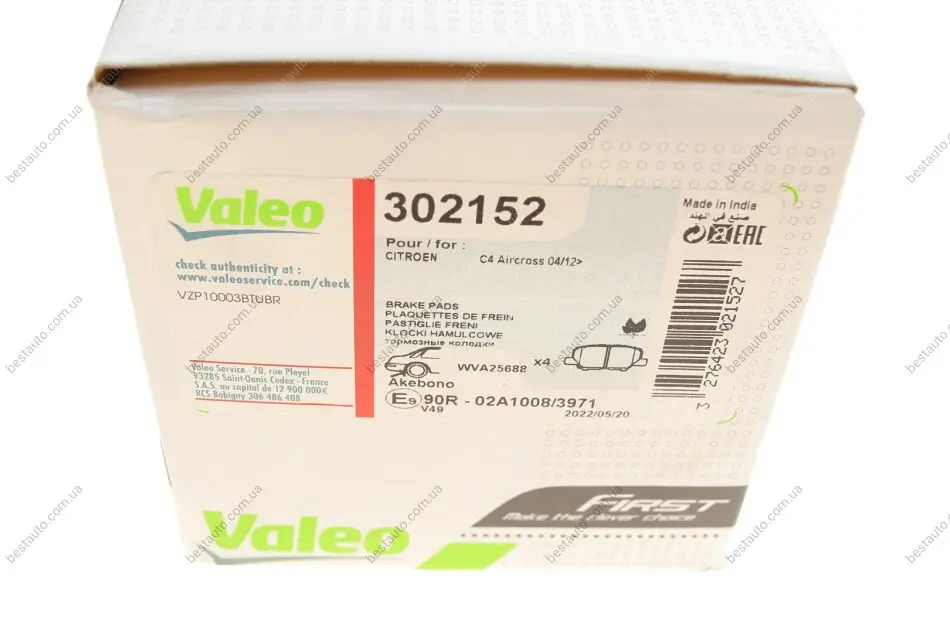 Valeo
check authenticity at :
www.valeoservice.com/check
VZP10003BTUBR
Valeo Service - 70, rue Pleyel
93285 Saint-Denis Cedex - France
S.A.S. au capital de 12 900 000€
RCS Bobigny 306 486 408
302152
Pour / for :
CITROEN C4 Aircross 04/12>
BRAKE PADS
PLAQUETTES DE FREIN
PASTIGLIE FRENI
KLOCKI HAMULCOWE
тормозные колодки
WVA25688 x4
Akebono
E9 90R - 02A1008/3971
V49 2022/05/20
Made in India
صنع في الهند
EAC
3 276423 021527
FIRST
Make the clever choice
Valeo
bestauto.com.ua